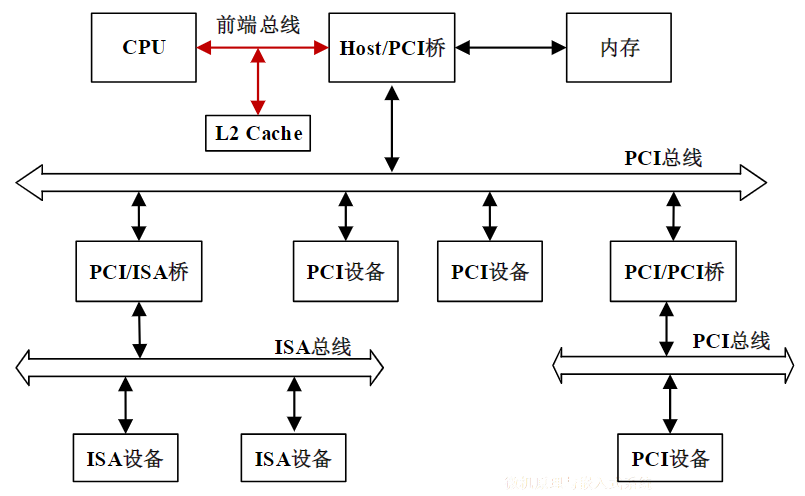 前端总线
CPU
Host/PCI桥
内存
L2 Cache
PCI总线
PCI/ISA桥
PCI设备
PCI设备
PCI/PCI桥
ISA总线
PCI总线
ISA设备
ISA设备
PCI设备